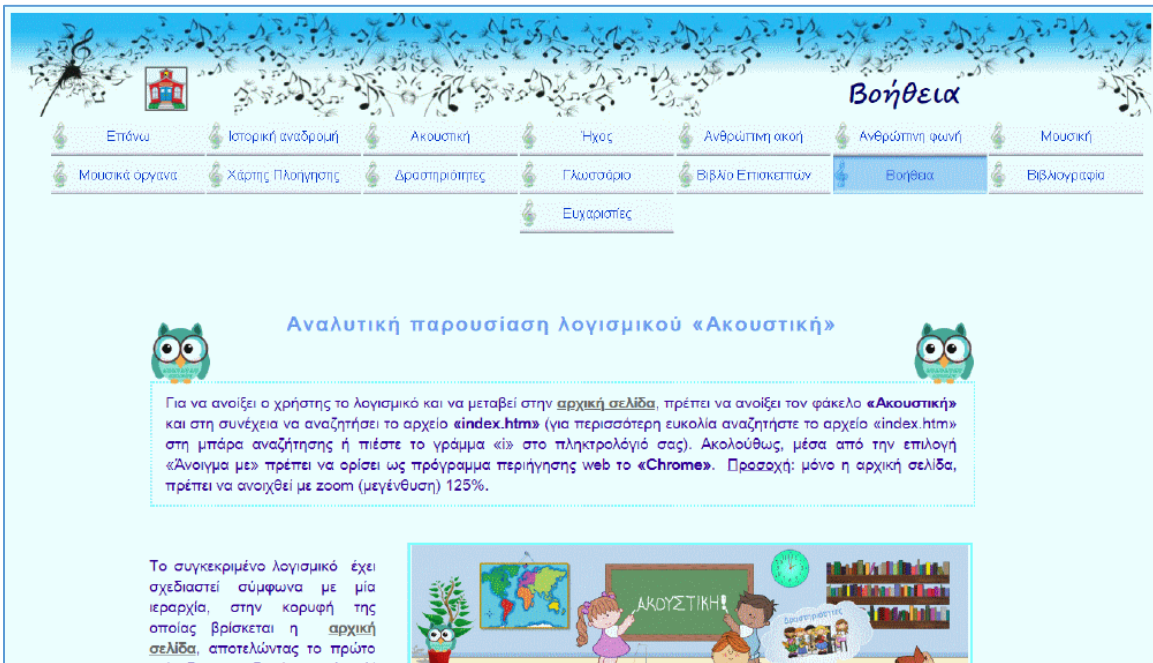 Βοήθεια
Επάνω Ιστορική αναδρομή Ακουστική Ήχος Ανθρώπινη ακοή Ανθρώπινη φωνή Μουσική
Μουσικά όργανα Χάρτης Πλοήγησης Δραστηριότητες Γλωσσάριο Βιβλίο Επισκεπτών Βοήθεια Βιβλιογραφία
Ευχαριστίες
Αναλυτική παρουσίαση λογισμικού «Ακουστική»
Για να ανοίξει ο χρήστης το λογισμικό και να μεταβεί στην αρχική σελίδα, πρέπει να ανοίξει τον φάκελο «Ακουστική»
και στη συνέχεια να αναζητήσει το αρχείο «index.htm» (για περισσότερη ευκολία αναζητήστε το αρχείο «index.htm»
στη μπάρα αναζήτησης ή πιέστε το γράμμα «i» στο πληκτρολόγιό σας). Ακολούθως, μέσα από την επιλογή
«Άνοιγμα με» πρέπει να ορίσει ως πρόγραμμα περιήγησης web το «Chrome». Προσοχή: μόνο η αρχική σελίδα,
πρέπει να ανοιχθεί με zoom (μεγένθυση) 125%.
Το συγκεκριμένο λογισμικό έχει
σχεδιαστεί σύμφωνα με μία
ιεραρχία, στην κορυφή της
οποίας βρίσκεται η αρχική
σελίδα, αποτελώντας το πρώτο
ΑΚΟΥΣΤΙΚΗ!
Δραστηριότητες